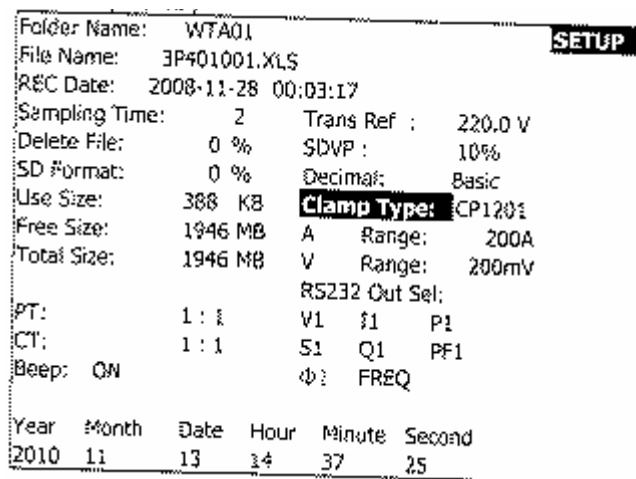 Folder Name: WTA01
SETUP
File Name: 3P401001.XLS
REC Date: 2008-11-28 00:03:17
Sampling Time: 2 Trans Ref : 220.0 V
Delete File: 0 % SDVP : 10%
SD Format: 0 % Decimal: Basic
Use Size: 388 KB Clamp Type: CP1201
Free Size: 1946 MB A Range: 200A
Total Size: 1946 MB V Range: 200mV
RS232 Out Sel:
PT: 1 : 1 V1 I1 P1
CT: 1 : 1 S1 Q1 PF1
Beep: ON Φ1 FREQ
Year Month Date Hour Minute Second
2010 11 13 14 37 25